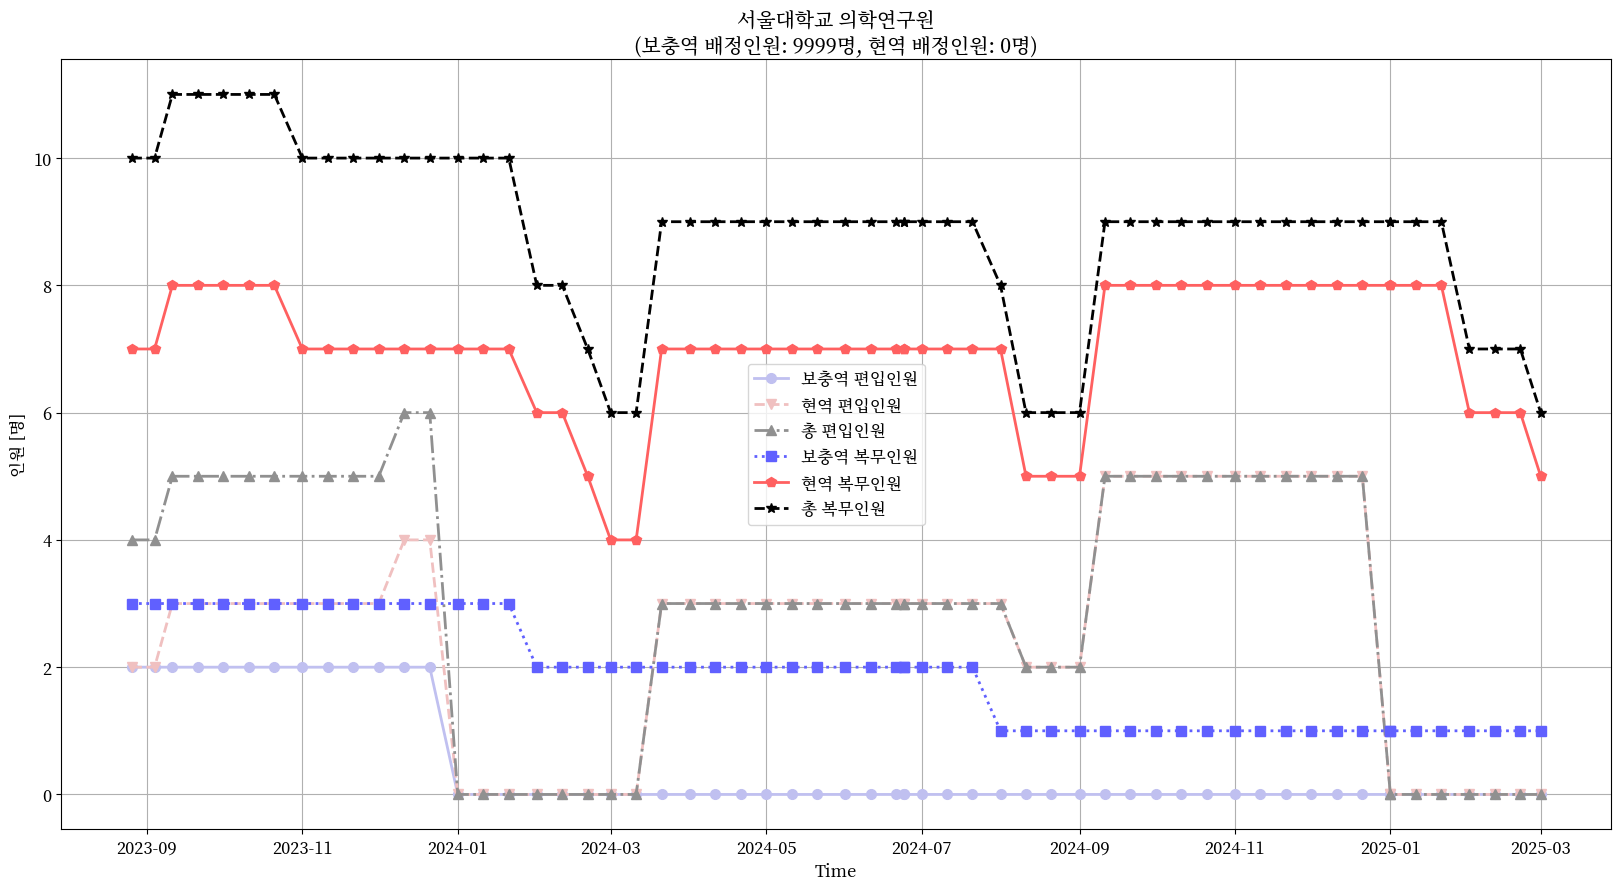 서울대학교 의학연구원
(보충역 배정인원: 9999명, 현역 배정인원: 0명)
인원 [명]
10
8
6
4
2
0
보충역 편입인원
현역 편입인원
총 편입인원
보충역 복무인원
현역 복무인원
총 복무인원
2023-09
2023-11
2024-01
2024-03
2024-05
2024-07
2024-09
2024-11
2025-01
2025-03
Time